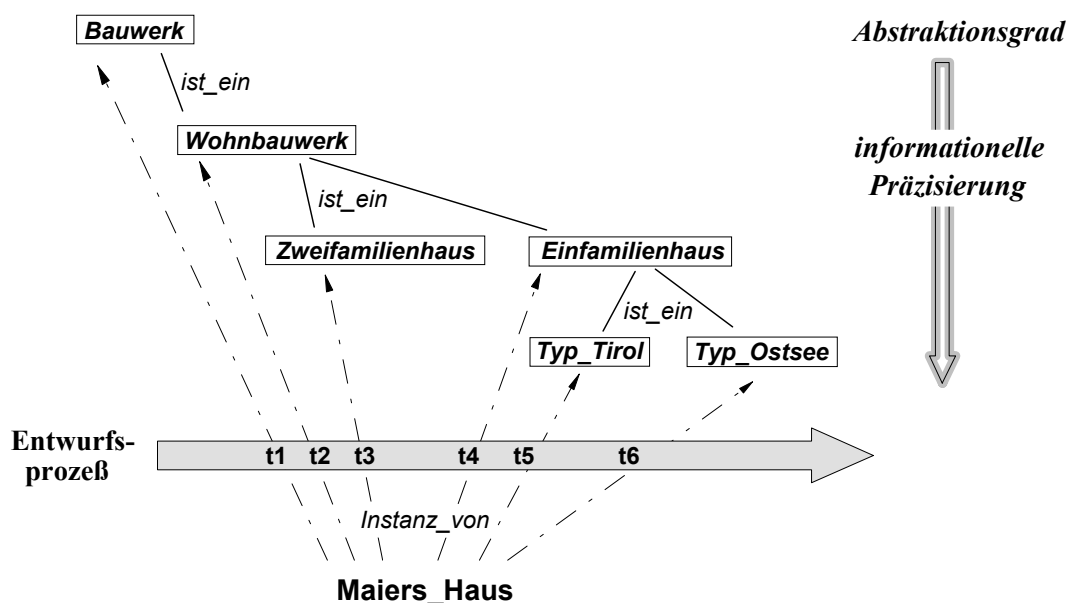 Bauwerk
Abstraktionsgrad
ist_ein
Wohnbauwerk
informationelle
Präzisierung
ist_ein
Zweifamilienhaus
Einfamilienhaus
ist_ein
Typ_Tirol
Typ_Ostsee
Entwurfs-
prozeß
t1 t2 t3 t4 t5 t6
Instanz_von
Maiers_Haus